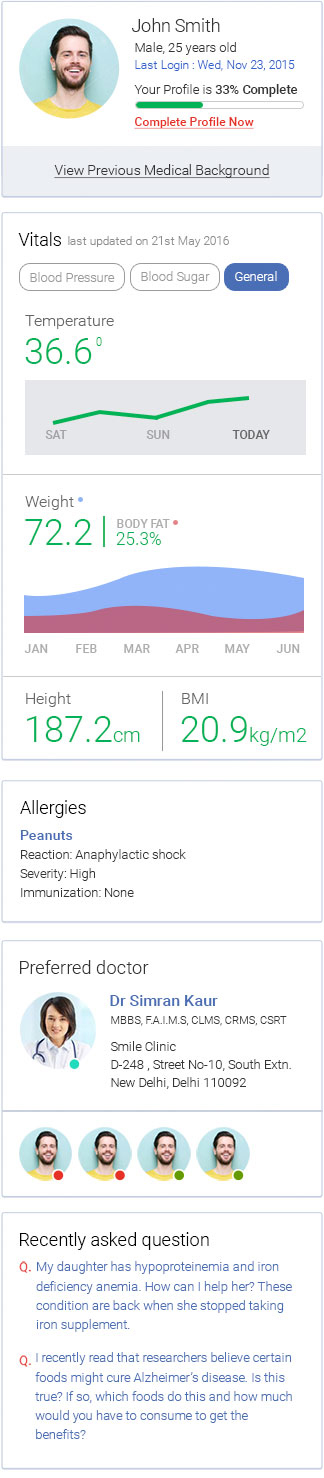 John Smith
Male, 25 years old
Last Login : Wed, Nov 23, 2015
Your Profile is 33% Complete
Complete Profile Now
View Previous Medical Background
Vitals last updated on 21st May 2016
Blood Pressure Blood Sugar General
Temperature
36.6⁰
SAT SUN TODAY
Weight
72.2 BODY FAT
25.3%
JAN FEB MAR APR MAY JUN
Height BMI
187.2cm 20.9kg/m2
Allergies
Peanuts
Reaction: Anaphylactic shock
Severity: High
Immunization: None
Preferred doctor
Dr Simran Kaur
MBBS, F.A.I.M.S, CLMS, CRMS, CSRT
Smile Clinic
D-248 , Street No-10, South Extn.
New Delhi, Delhi 110092
Recently asked question
Q. My daughter has hypoproteinemia and iron
deficiency anemia. How can I help her? These
condition are back when she stopped taking
iron supplement.
Q. I recently read that researchers believe certain
foods might cure Alzheimer's disease. Is this
true? If so, which foods do this and how much
would you have to consume to get the
benefits?